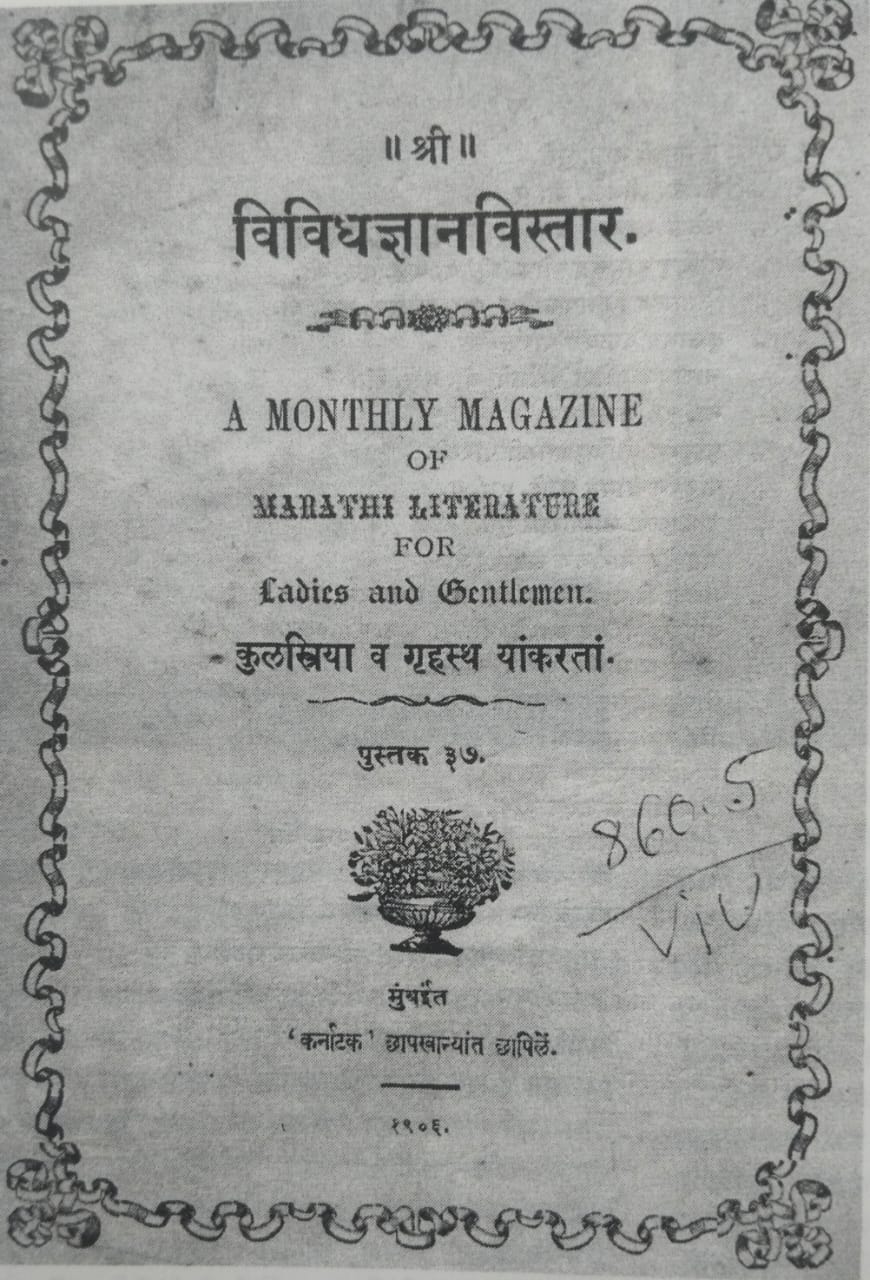 ॥ श्री ॥
विविधज्ञानविस्तार.
A MONTHLY MAGAZINE
OF
MARATHI LITERATURE
FOR
Ladies and Gentlemen.
कुलस्त्रिया व गृहस्थ यांकरतां.
पुस्तक ३७.
860.5
VIV
मुंबईंत
‘कर्नाटक’ छापखान्यांत छापिलें.
१९०६.